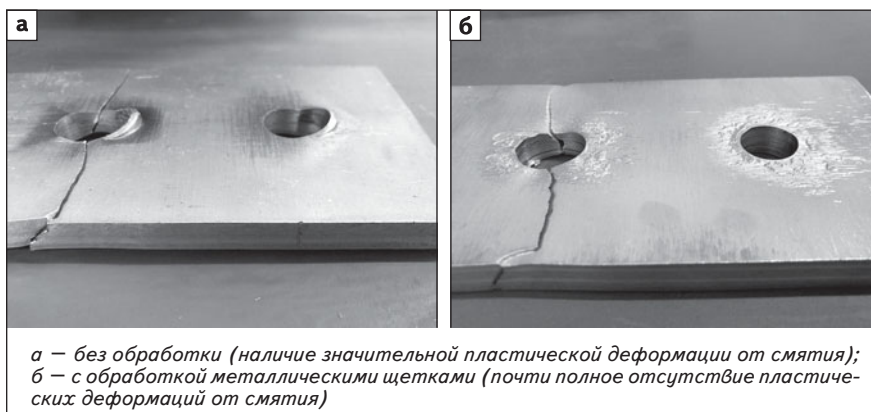 а
б
а – без обработки (наличие значительной пластической деформации от смятия);
б – с обработкой металлическими щетками (почти полное отсутствие пластиче-
ских деформаций от смятия)